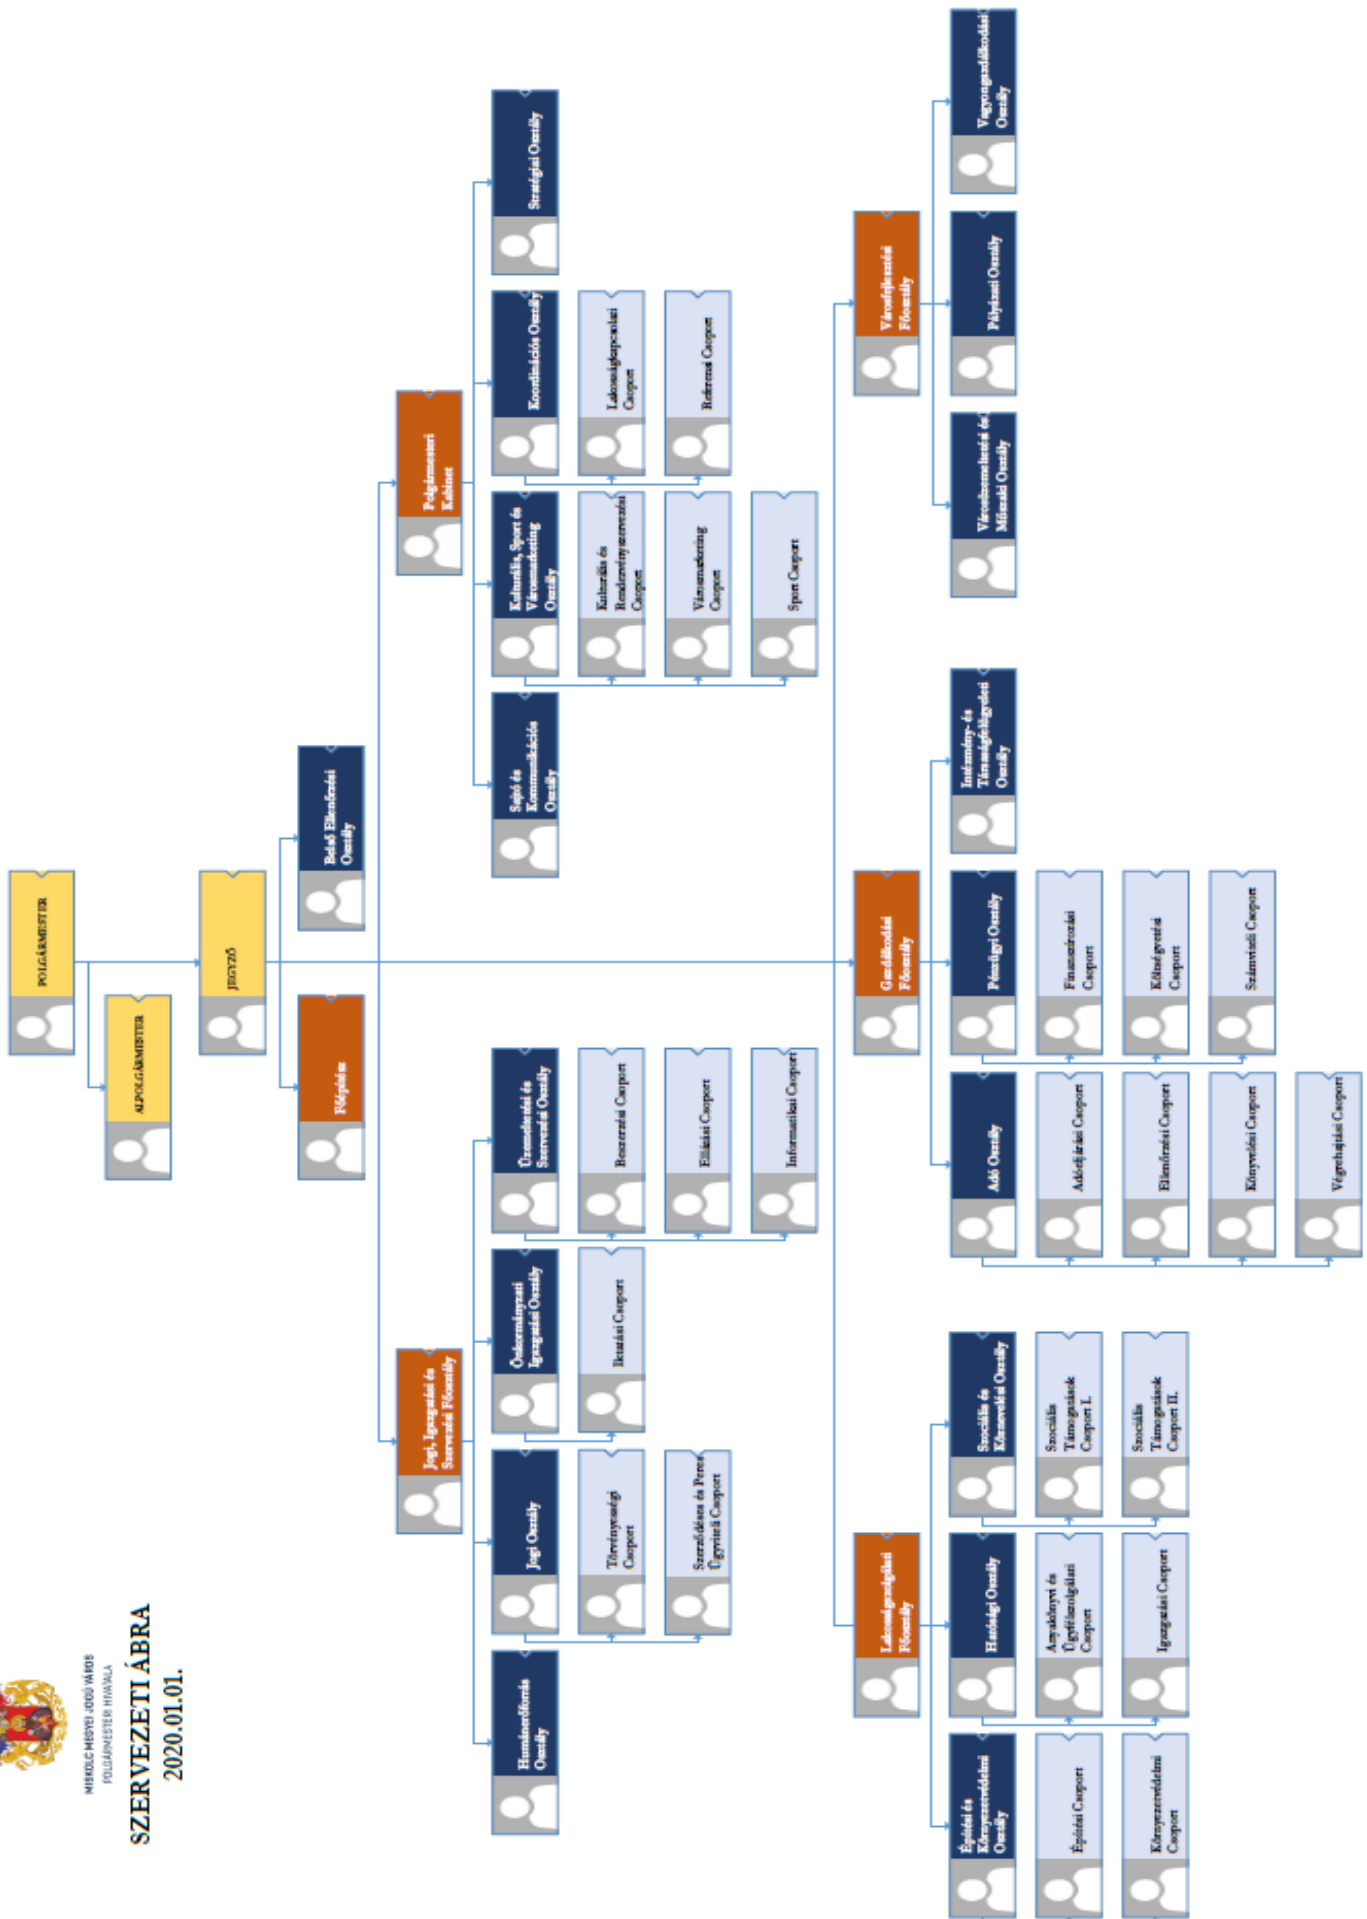 MISKOLC MEGYEI JOGÚ VÁROS
POLGÁRMESTERI HIVATALA
SZERVEZETI ÁBRA
2020.01.01.
POLGÁRMESTER
ALPOLGÁRMESTER
JEGYZŐ
Főépítész
Belső Ellenőrzési
Osztály
Jogi, Igazgatási és
Szervezési Főosztály
Polgármesteri
Kabinet
Humánerőforrás
Osztály
Jogi Osztály
Törvényességi
Csoport
Szerződéses és Peres
Ügyviteli Csoport
Önkormányzati
Igazgatási Osztály
Iktatási Csoport
Üzemeltetési és
Szervezési Osztály
Beszerzési Csoport
Ellátási Csoport
Informatikai Csoport
Sajtó és
Kommunikációs
Osztály
Kulturális, Sport és
Városmarketing
Osztály
Kulturális és
Rendezvényszervezési
Csoport
Városmarketing
Csoport
Sport Csoport
Koordinációs Osztály
Lakosságkapcsolati
Csoport
Referensi Csoport
Stratégiai Osztály
Lakosságszolgálati
Főosztály
Gazdálkodási
Főosztály
Városfejlesztési
Főosztály
Építési és
Környezetvédelmi
Osztály
Építési Csoport
Környezetvédelmi
Csoport
Hatósági Osztály
Anyakönyvi és
Ügyfélszolgálati
Csoport
Igazgatási Csoport
Szociális és
Köznevelési Osztály
Szociális
Támogatások
Csoport I.
Szociális
Támogatások
Csoport II.
Adó Osztály
Adóeljárási Csoport
Ellenőrzési Csoport
Könyvelési Csoport
Végrehajtási Csoport
Pénzügyi Osztály
Finanszírozási
Csoport
Költségvetési
Csoport
Számviteli Csoport
Intézmény- és
Társaságfelügyeleti
Osztály
Városüzemeltetési és
Műszaki Osztály
Pályázati Osztály
Vagyongazdálkodási
Osztály